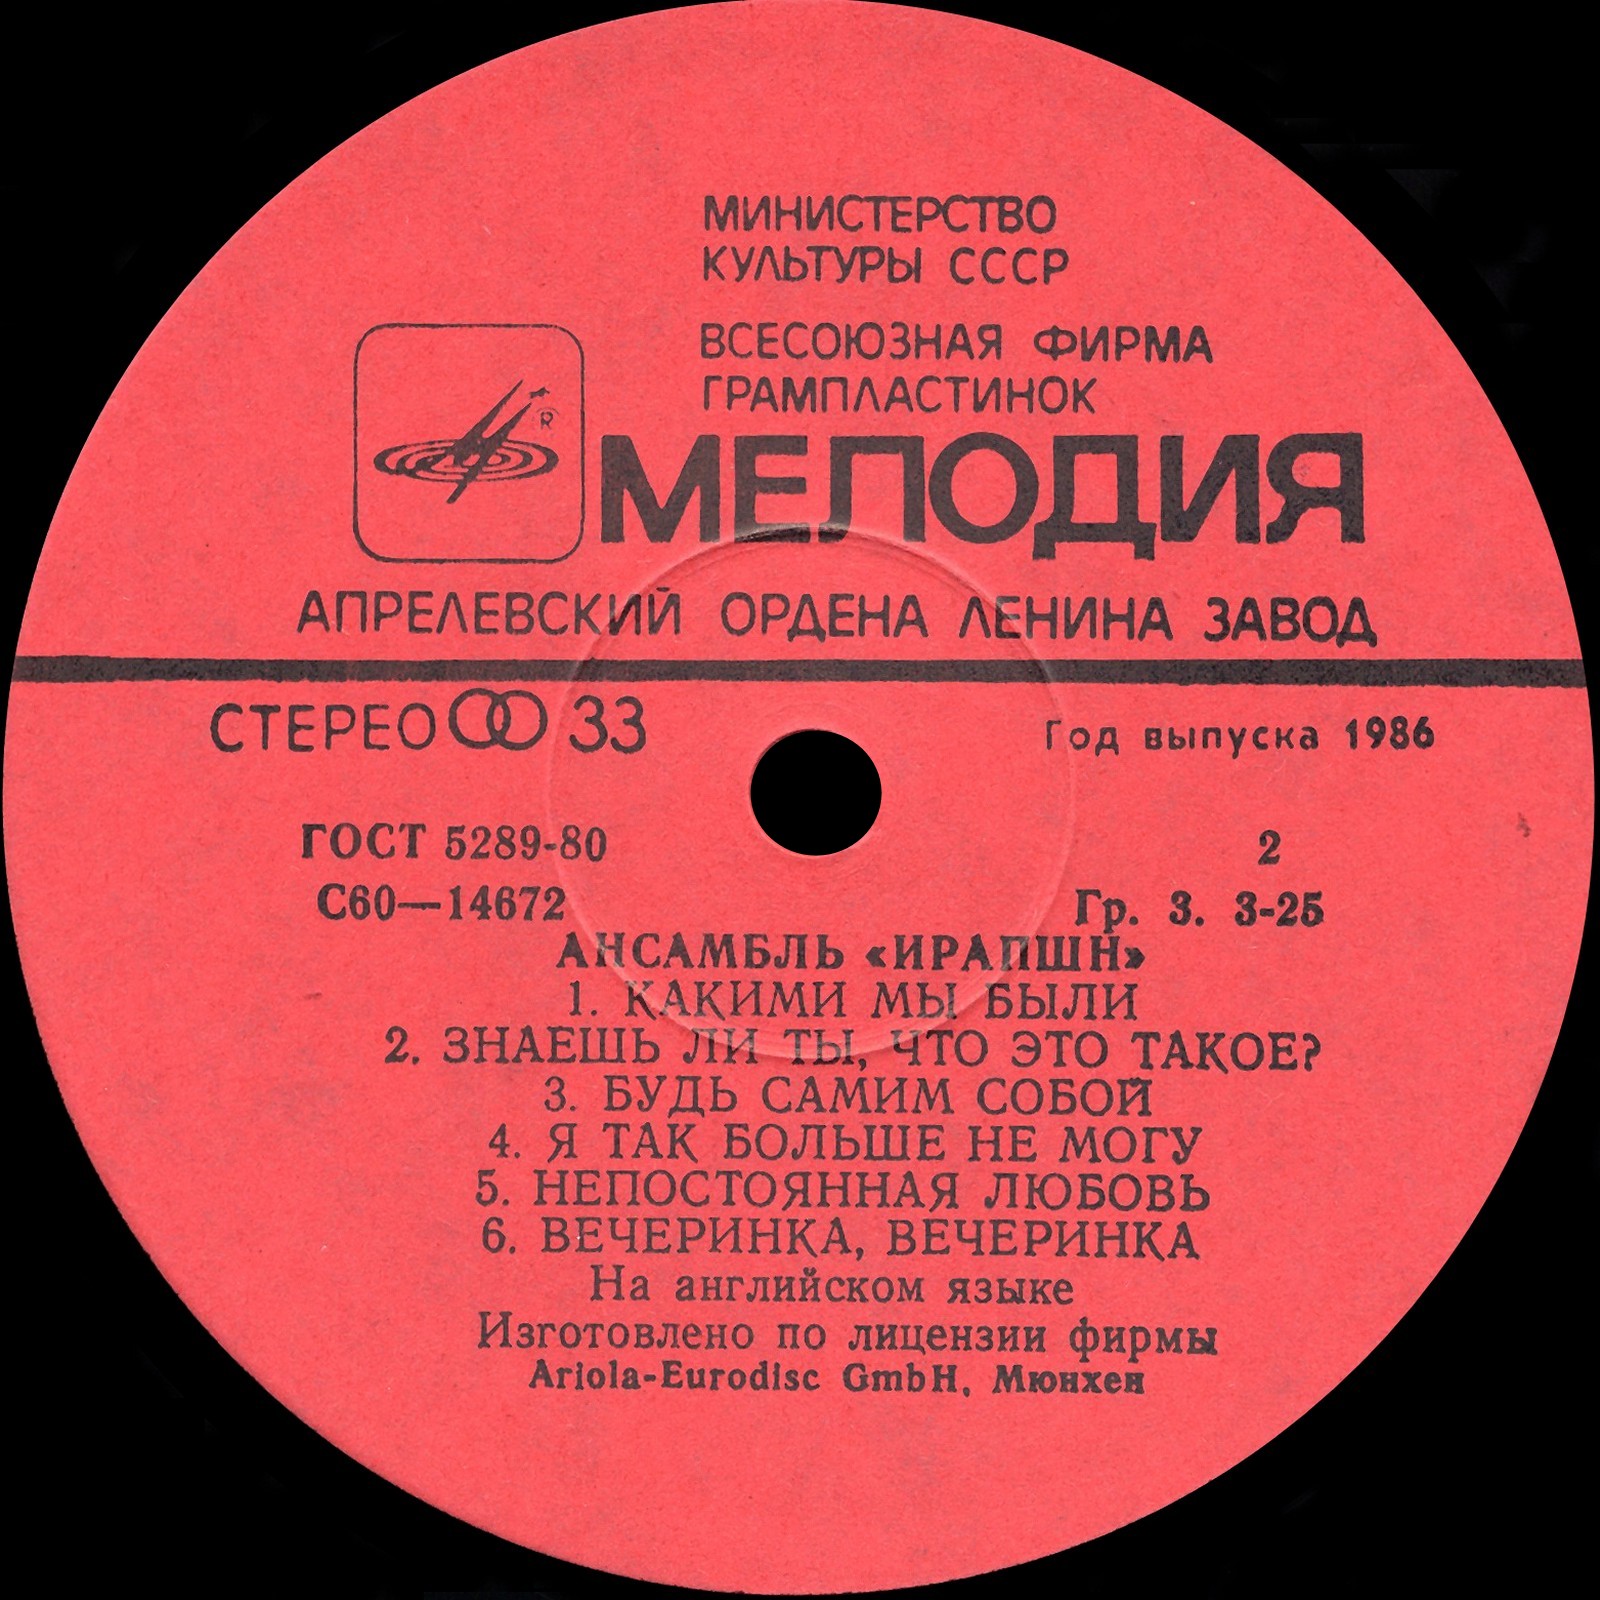 МИНИСТЕРСТВО
КУЛЬТУРЫ СССР
ВСЕСОЮЗНАЯ ФИРМА
ГРАМПЛАСТИНОК
®
МЕЛОДИЯ
АПРЕЛЕВСКИЙ ОРДЕНА ЛЕНИНА ЗАВОД
СТЕРЕО 33
Год выпуска 1986
ГОСТ 5289-80
2
С60—14672
Гр. 3. 3-25
АНСАМБЛЬ «ИРАПШН»
1. КАКИМИ МЫ БЫЛИ
2. ЗНАЕШЬ ЛИ ТЫ, ЧТО ЭТО ТАКОЕ?
3. БУДЬ САМИМ СОБОЙ
4. Я ТАК БОЛЬШЕ НЕ МОГУ
5. НЕПОСТОЯННАЯ ЛЮБОВЬ
6. ВЕЧЕРИНКА, ВЕЧЕРИНКА
На английском языке
Изготовлено по лицензии фирмы
Ariola-Eurodisc GmbH, Мюнхен